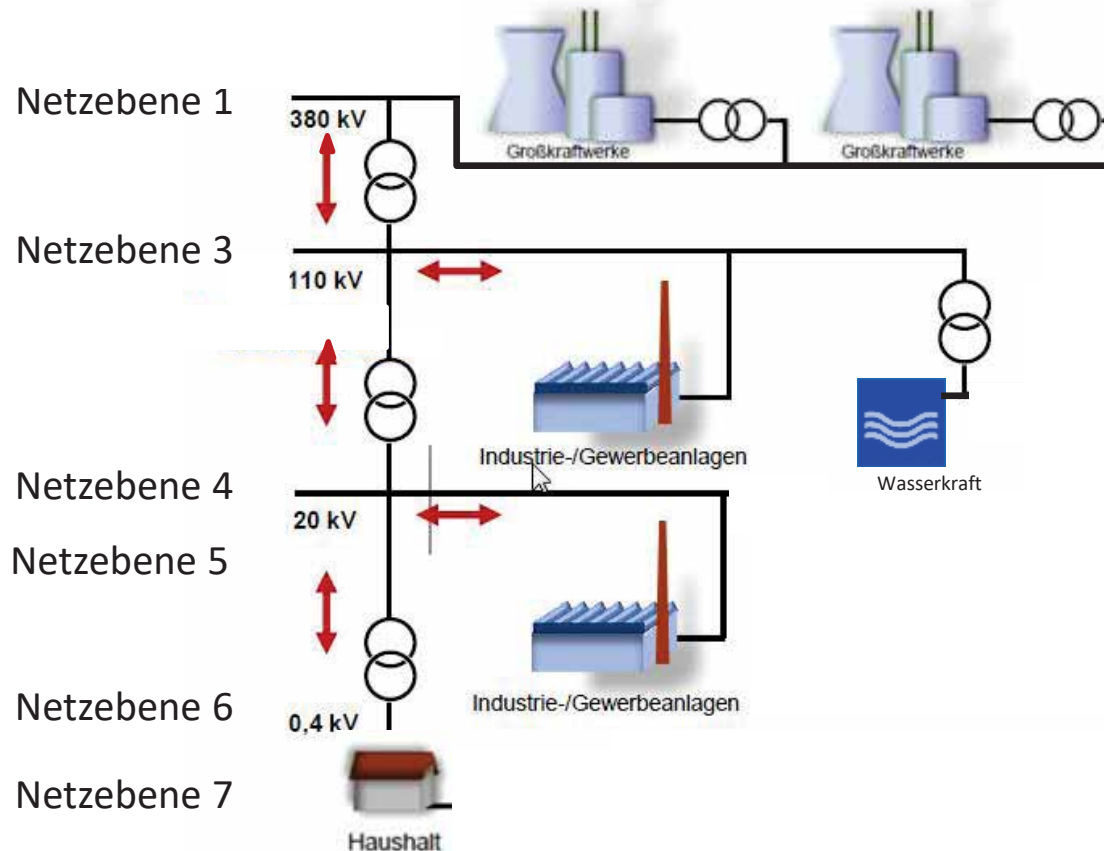 Netzebene 1
380 kV
Großkraftwerke
Großkraftwerke
Netzebene 3
110 kV
Industrie-/Gewerbeanlagen
Wasserkraft
Netzebene 4
20 kV
Netzebene 5
Industrie-/Gewerbeanlagen
Netzebene 6
0,4 kV
Netzebene 7
Haushalt